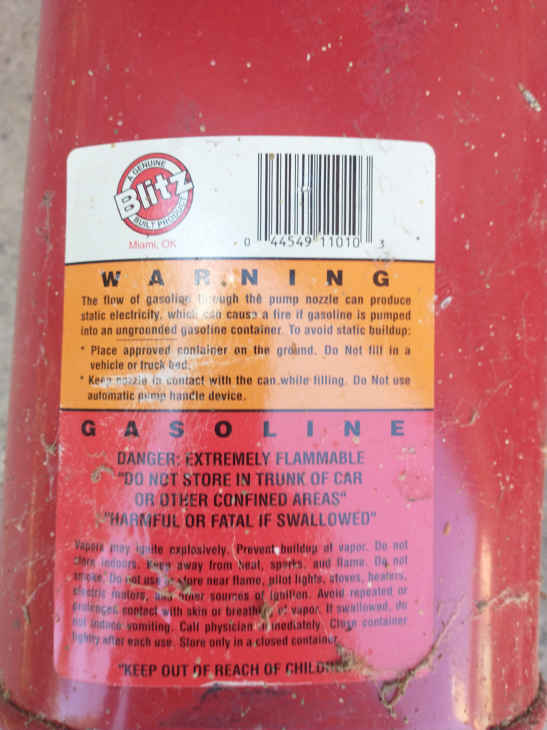 A GENUINE
Blitz
BUILT PRODUCT
Miami, OK
0 44549 11010 3
WARNING
The flow of gasoline through the pump nozzle can produce
static electricity, which can cause a fire if gasoline is pumped
into an ungrounded gasoline container. To avoid static buildup:
* Place approved container on the ground. Do Not fill in a
vehicle or truck bed.
* Keep nozzle in contact with the can while filling. Do Not use
automatic pump handle device.
GASOLINE
DANGER: EXTREMELY FLAMMABLE
"DO NOT STORE IN TRUNK OF CAR
OR OTHER CONFINED AREAS"
"HARMFUL OR FATAL IF SWALLOWED"
Vapors may ignite explosively. Prevent buildup of vapor. Do not
store indoors. Keep away from heat, sparks, and flame. Do not
smoke. Do not use or store near flame, pilot lights, stoves, heaters,
electric motors, and other sources of ignition. Avoid repeated or
prolonged contact with skin or breathing of vapor. If swallowed, do
not induce vomiting. Call physician immediately. Close container
tightly after each use. Store only in a closed container.
"KEEP OUT OF REACH OF